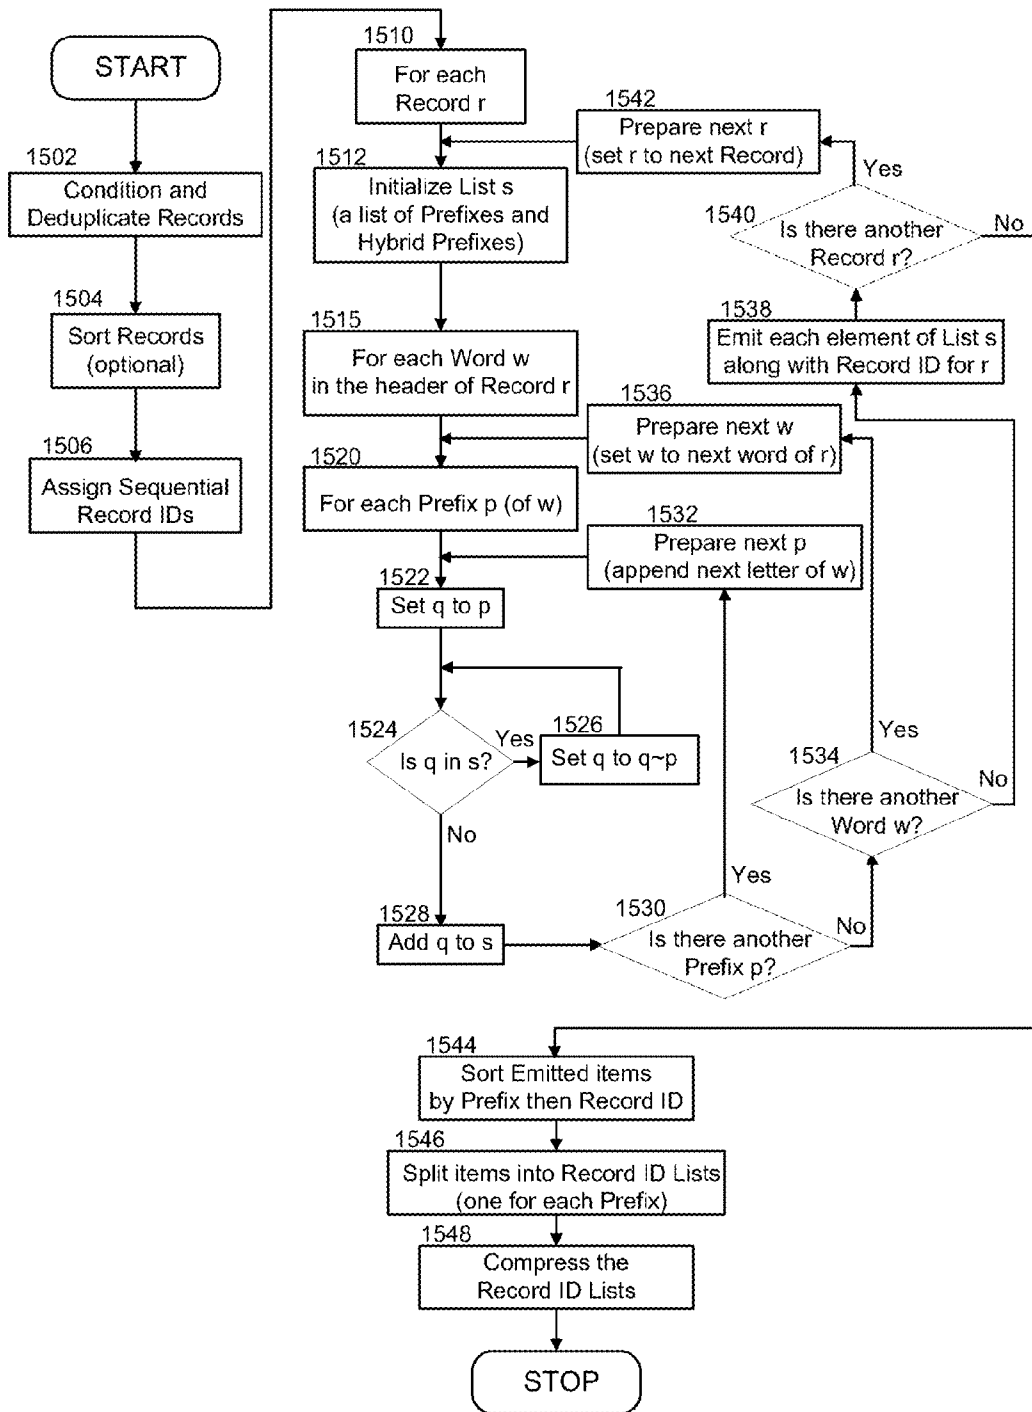 START
1502
Condition and
Deduplicate Records
1504
Sort Records
(optional)
1506
Assign Sequential
Record IDs
1510
For each
Record r
1512
Initialize List s
(a list of Prefixes and
Hybrid Prefixes)
1515
For each Word w
in the header of Record r
1520
For each Prefix p (of w)
1522
Set q to p
1524
Is q in s?
Yes
1526
Set q to q~p
No
1528
Add q to s
1530
Is there another
Prefix p?
Yes
No
1532
Prepare next p
(append next letter of w)
1534
Is there another
Word w?
Yes
No
1536
Prepare next w
(set w to next word of r)
1538
Emit each element of List s
along with Record ID for r
1540
Is there another
Record r?
Yes
No
1542
Prepare next r
(set r to next Record)
1544
Sort Emitted items
by Prefix then Record ID
1546
Split items into Record ID Lists
(one for each Prefix)
1548
Compress the
Record ID Lists
STOP